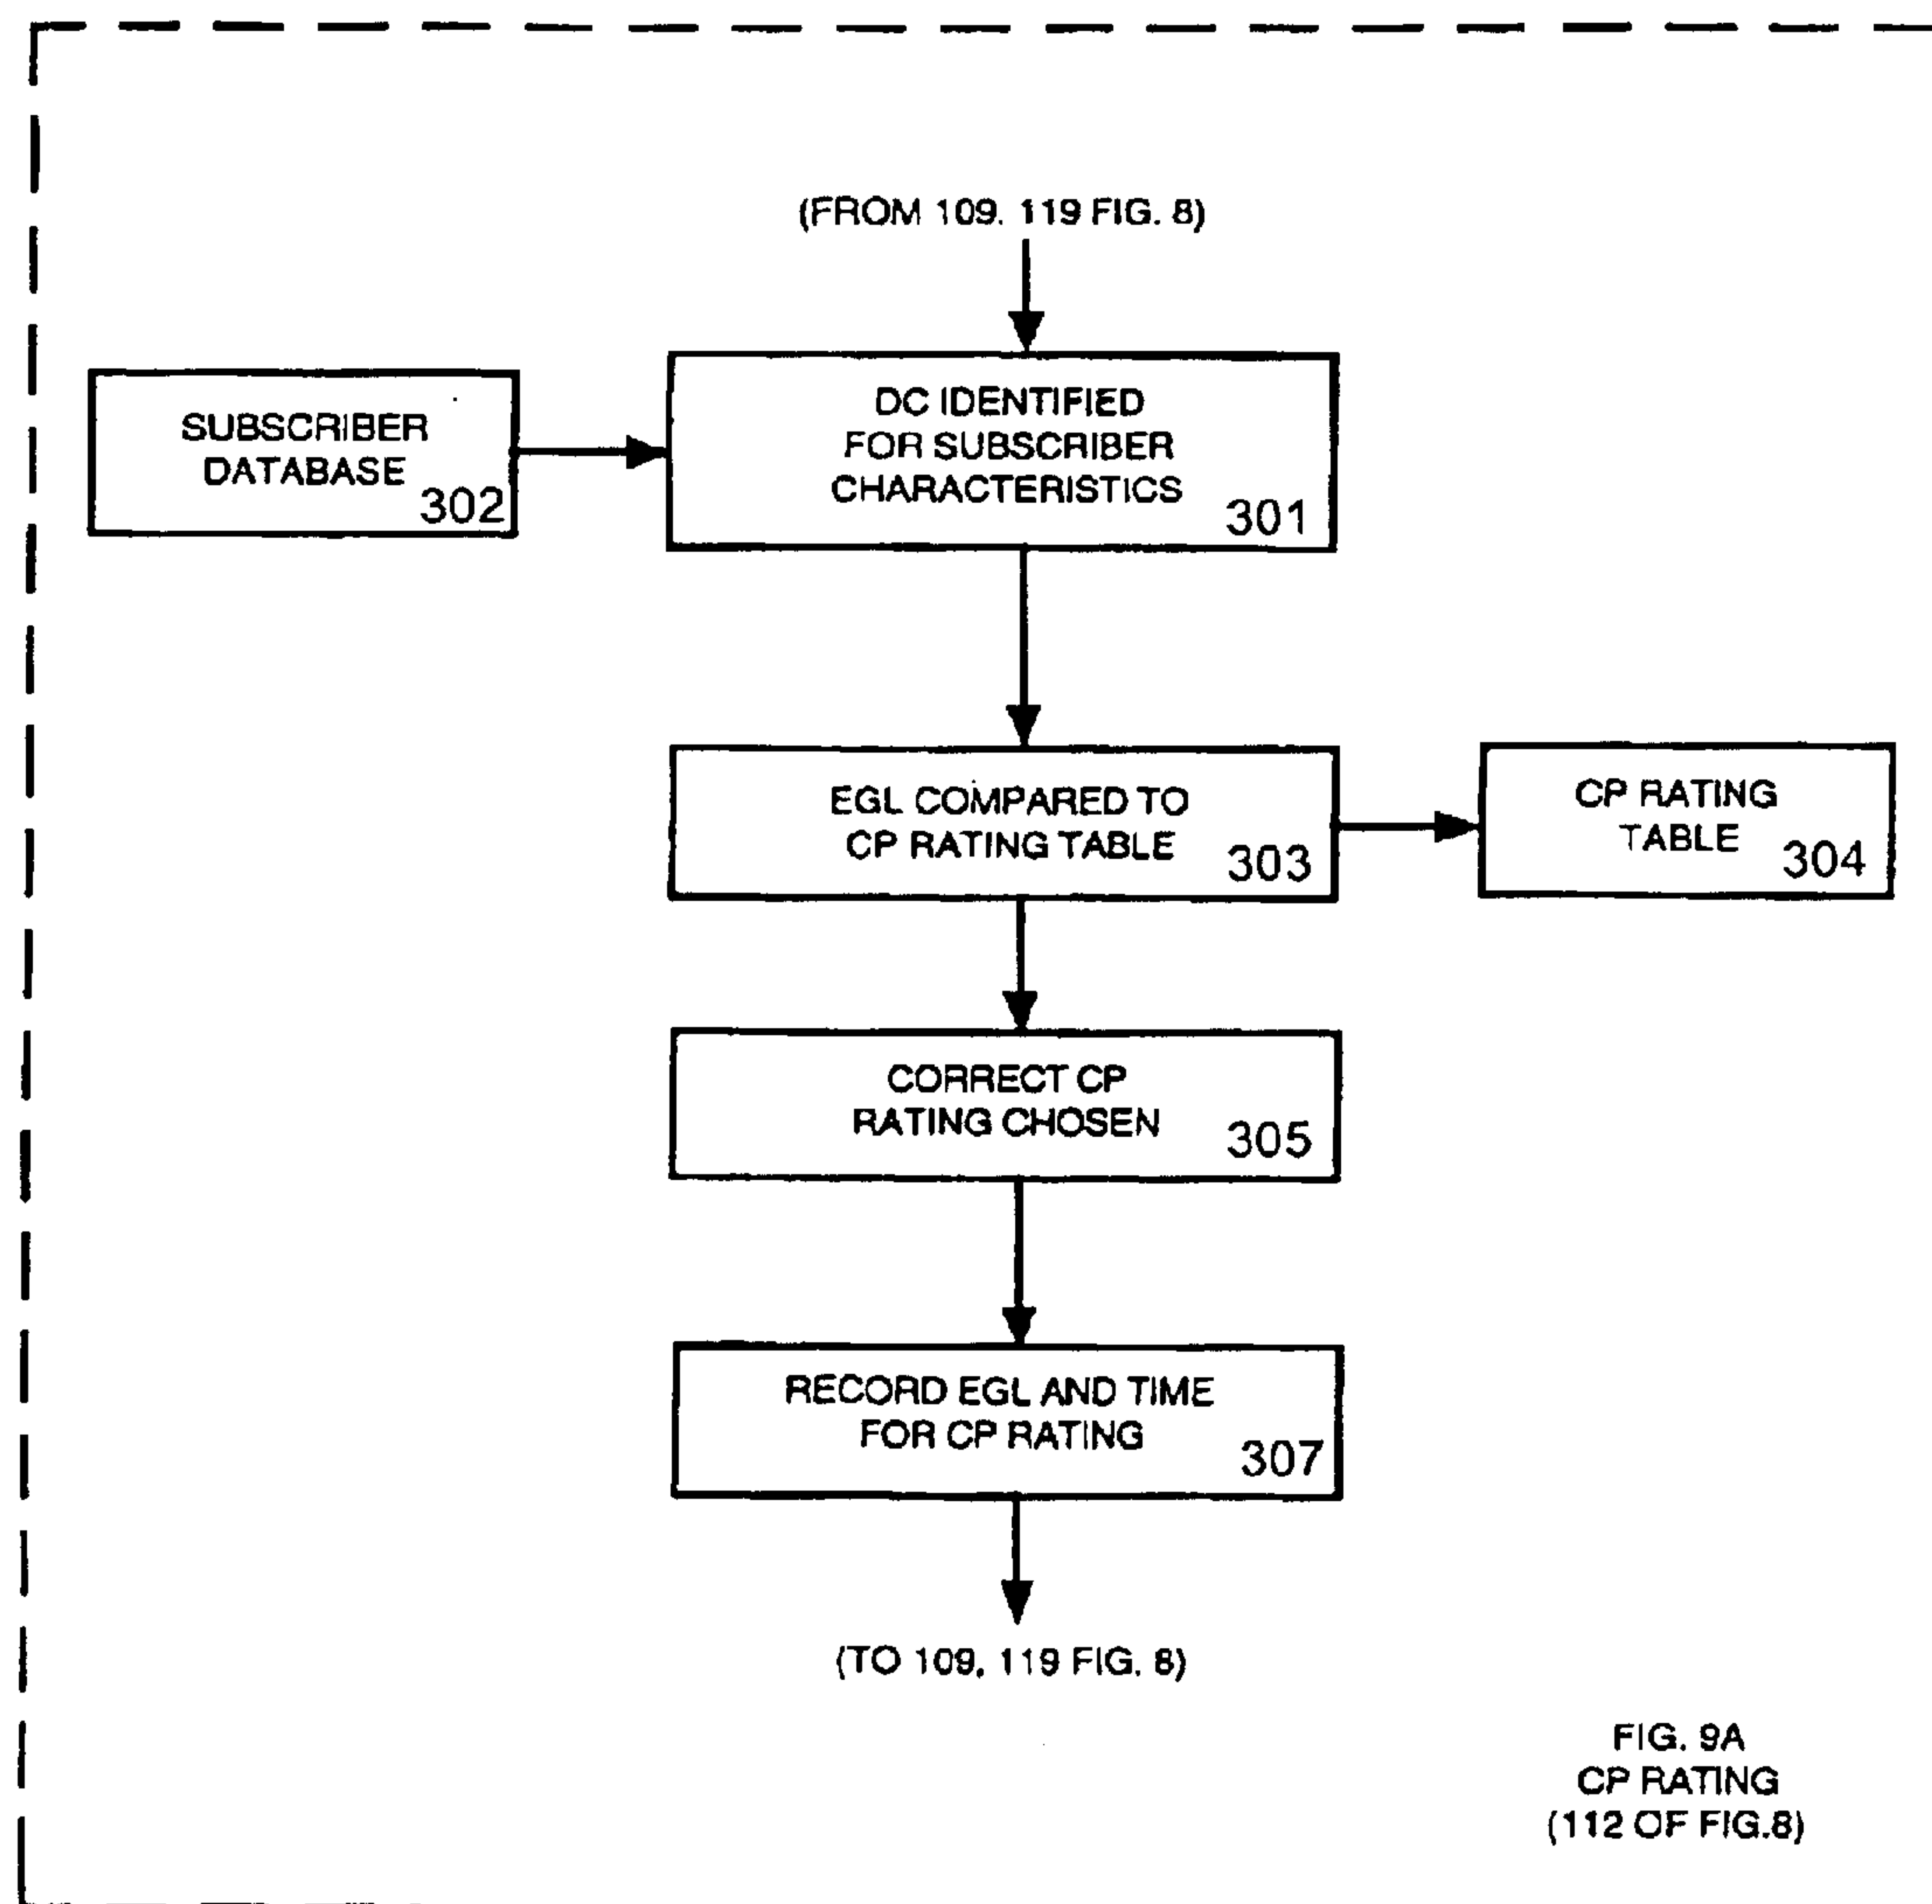 (FROM 109, 119 FIG. 8)
SUBSCRIBER
DATABASE
302
DC IDENTIFIED
FOR SUBSCRIBER
CHARACTERISTICS
301
EGL COMPARED TO
CP RATING TABLE
303
CP RATING
TABLE
304
CORRECT CP
RATING CHOSEN
305
RECORD EGL AND TIME
FOR CP RATING
307
(TO 109, 119 FIG. 8)
FIG. 9A
CP RATING
(112 OF FIG.8)